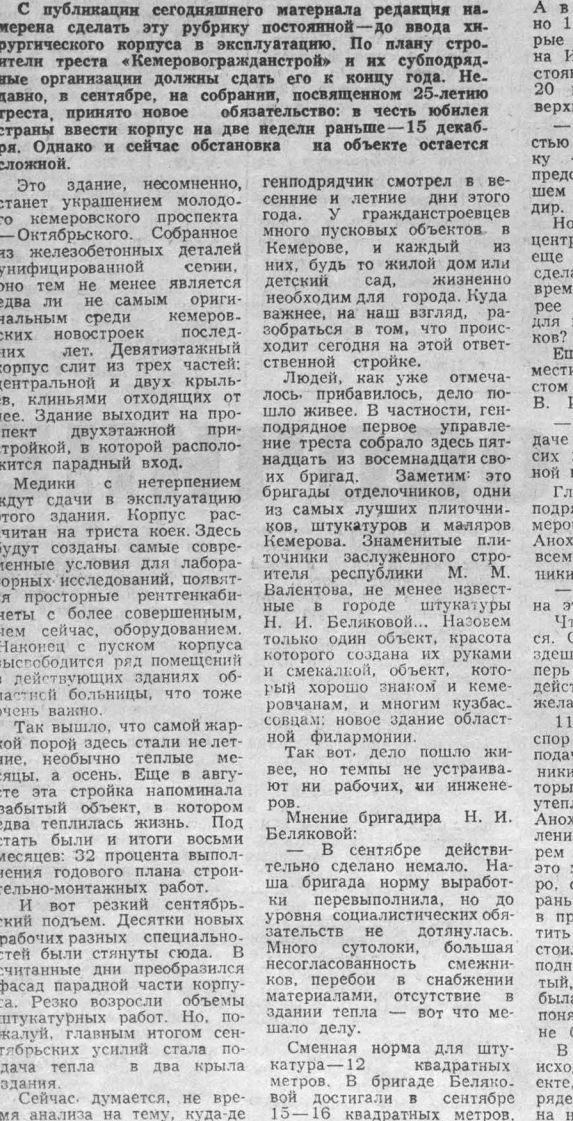 С публикации сегодняшнего материала редакция на-
мерена сделать эту рубрику постоянной—до ввода хи-
рургического корпуса в эксплуатацию. По плану стро-
ители треста «Кемеровогражданстрой» и их субподряд-
ные организации должны сдать его к концу года. Не-
давно, в сентябре, на собрании, посвященном 25-летию
треста, принято новое обязательство: в честь юбилея
страны ввести корпус на две недели раньше—15 декаб-
ря. Однако и сейчас обстановка на объекте остается
сложной.
Это здание, несомненно,
станет украшением молодо-
го кемеровского проспекта
—Октябрьского. Собранное
из железобетонных деталей
унифицированной серии,
оно тем не менее является
едва ли не самым ориги-
нальным среди кемеров-
ских новостроек послед-
них лет. Девятиэтажный
корпус слит из трех частей:
центральной и двух крыль-
ев, клиньями отходящих от
нее. Здание выходит на про-
спект двухэтажной при-
стройкой, в которой располо-
жится парадный вход.
Медики с нетерпением
ждут сдачи в эксплуатацию
этого здания. Корпус рас-
считан на триста коек. Здесь
будут созданы самые совре-
менные условия для лабора-
торных исследований, появят-
ся просторные рентгенкаби-
неты с более совершенным,
чем сейчас, оборудованием.
Наконец с пуском корпуса
высвободится ряд помещений
в действующих зданиях об-
ластной больницы, что тоже
очень важно.
Так вышло, что самой жар-
кой порой здесь стали не лет-
ние, необычно теплые ме-
сяцы, а осень. Еще в авгу-
сте эта стройка напоминала
забытый объект, в котором
едва теплилась жизнь. Под
стать были и итоги восьми
месяцев: 32 процента выпол-
нения годового плана строи-
тельно-монтажных работ.
И вот резкий сентябрь-
ский подъем. Десятки новых
рабочих разных специально-
стей были стянуты сюда. В
считанные дни преобразился
фасад парадной части корпу-
са. Резко возросли объемы
штукатурных работ. Но, по-
жалуй, главным итогом сен-
тябрьских усилий стала по-
дача тепла в два крыла
здания.
Сейчас, думается, не вре-
мя анализа на тему, куда-де
генподрядчик смотрел в ве-
сенние и летние дни этого
года. У гражданстроевцев
много пусковых объектов в
Кемерове, и каждый из
них, будь то жилой дом или
детский сад, жизненно
необходим для города. Куда
важнее, на наш взгляд, ра-
зобраться в том, что проис-
ходит сегодня на этой ответ-
ственной стройке.
Людей, как уже отмеча-
лось, прибавилось, дело по-
шло живее. В частности, ген-
подрядное первое управле-
ние треста собрало здесь пят-
надцать из восемнадцати сво-
их бригад. Заметим: это
бригады отделочников, одни
из самых лучших плиточни-
ков, штукатуров и маляров
Кемерова. Знаменитые пли-
точники заслуженного стро-
ителя республики М. М.
Валентова, не менее извест-
ные в городе штукатуры
Н. И. Беляковой... Назовем
только один объект, красота
которого создана их руками
и смекалкой, объект, кото-
рый хорошо знаком и кеме-
ровчанам, и многим кузбас-
совцам: новое здание област-
ной филармонии.
Так вот, дело пошло жи-
вее, но темпы не устраива-
ют ни рабочих, ни инжене-
ров.
Мнение бригадира Н. И.
Беляковой:
— В сентябре действи-
тельно сделано немало. На-
ша бригада норму выработ-
ки перевыполнила, но до
уровня социалистических обя-
зательств не дотянулась.
Много сутолоки, большая
несогласованность смежни-
ков, перебои в снабжении
материалами, отсутствие в
здании тепла — вот что ме-
шало делу.
Сменная норма для шту-
катура—12 квадратных
метров. В бригаде Беляко-
вой достигали в сентябре
15—16 квадратных метров,